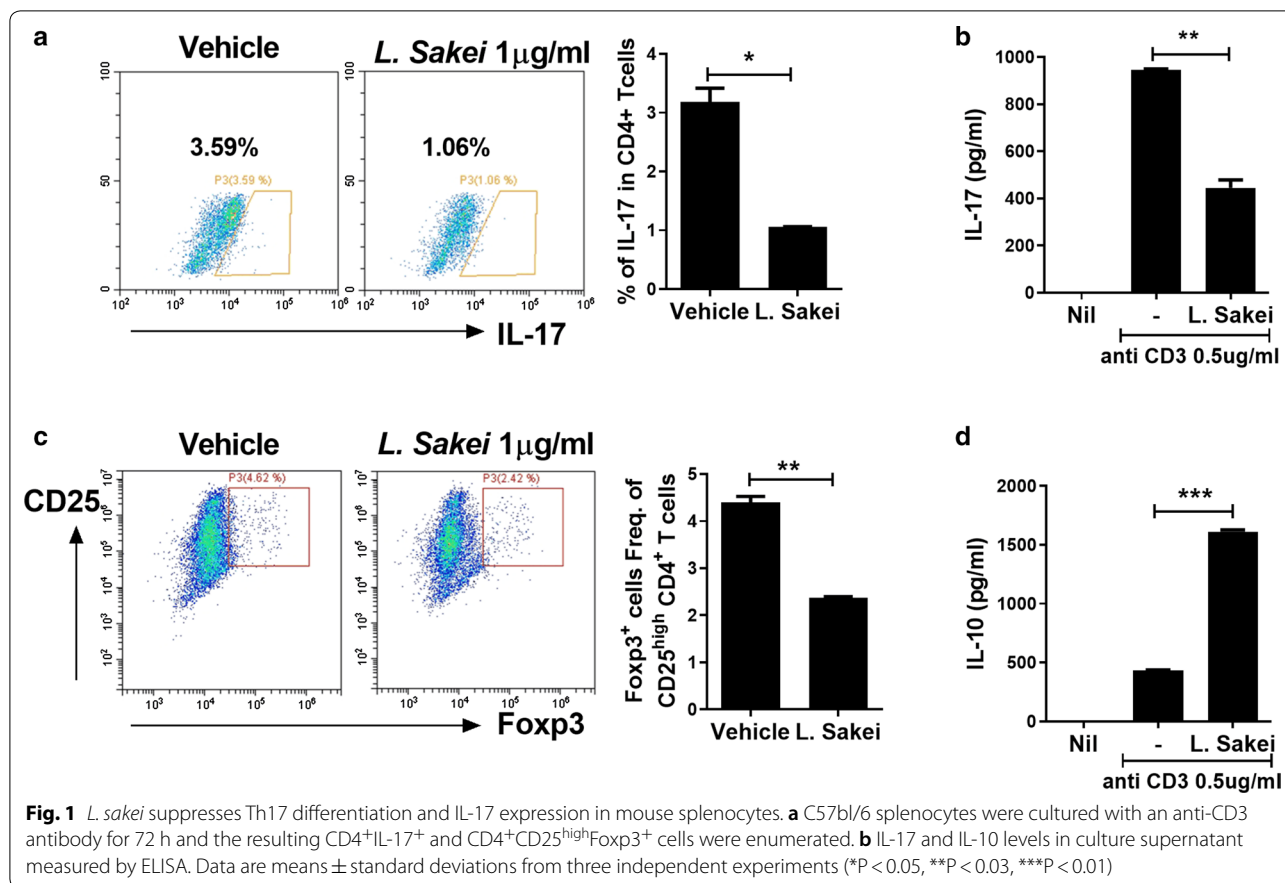 a
Vehicle
L. Sakei 1μg/ml
100
50
0
3.59%
P3(3.59 %)
10² 10³ 10⁴ 10⁵ 10⁶
100
50
0
1.06%
P3(1.06 %)
10² 10³ 10⁴ 10⁵ 10⁶
IL-17
% of IL-17 in CD4+ Tcells
4
3
2
1
0
*
Vehicle L. Sakei
b
IL-17 (pg/ml)
1000
800
600
400
200
0
**
Nil - L. Sakei
anti CD3 0.5ug/ml
c
Vehicle
L. Sakei 1μg/ml
CD25
10⁷
10⁶
10⁵
10⁴
10³
10²
P3(4.62 %)
10³ 10⁴ 10⁵ 10⁶
10⁷
10⁶
10⁵
10⁴
10³
10²
P3(2.42 %)
10³ 10⁴ 10⁵ 10⁶
Foxp3
Foxp3⁺ cells Freq. of
CD25ʰⁱᵍʰ CD4⁺ T cells
5
4
3
2
1
0
**
Vehicle L. Sakei
d
IL-10 (pg/ml)
2000
1500
1000
500
0
***
Nil - L. Sakei
anti CD3 0.5ug/ml
Fig. 1 L. sakei suppresses Th17 differentiation and IL-17 expression in mouse splenocytes. a C57bl/6 splenocytes were cultured with an anti-CD3
antibody for 72 h and the resulting CD4⁺IL-17⁺ and CD4⁺CD25ʰⁱᵍʰFoxp3⁺ cells were enumerated. b IL-17 and IL-10 levels in culture supernatant
measured by ELISA. Data are means ± standard deviations from three independent experiments (*P < 0.05, **P < 0.03, ***P < 0.01)